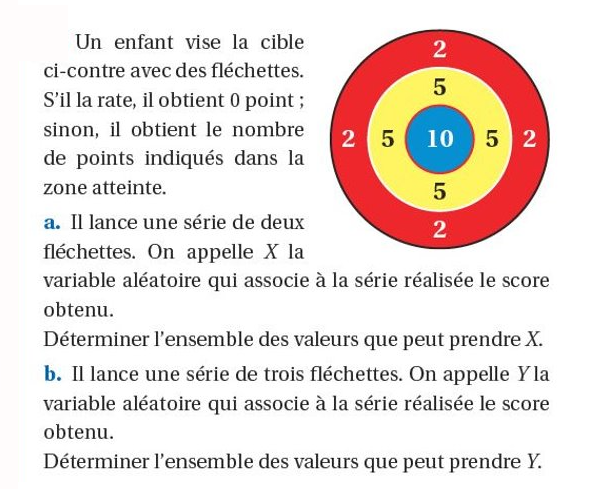 Un enfant vise la cible
ci-contre avec des fléchettes.
S'il la rate, il obtient 0 point ;
sinon, il obtient le nombre
de points indiqués dans la
zone atteinte.
2
5
2 5 10 5 2
5
2
a. Il lance une série de deux
fléchettes. On appelle X la
variable aléatoire qui associe à la série réalisée le score
obtenu.
Déterminer l'ensemble des valeurs que peut prendre X.
b. Il lance une série de trois fléchettes. On appelle Y la
variable aléatoire qui associe à la série réalisée le score
obtenu.
Déterminer l'ensemble des valeurs que peut prendre Y.